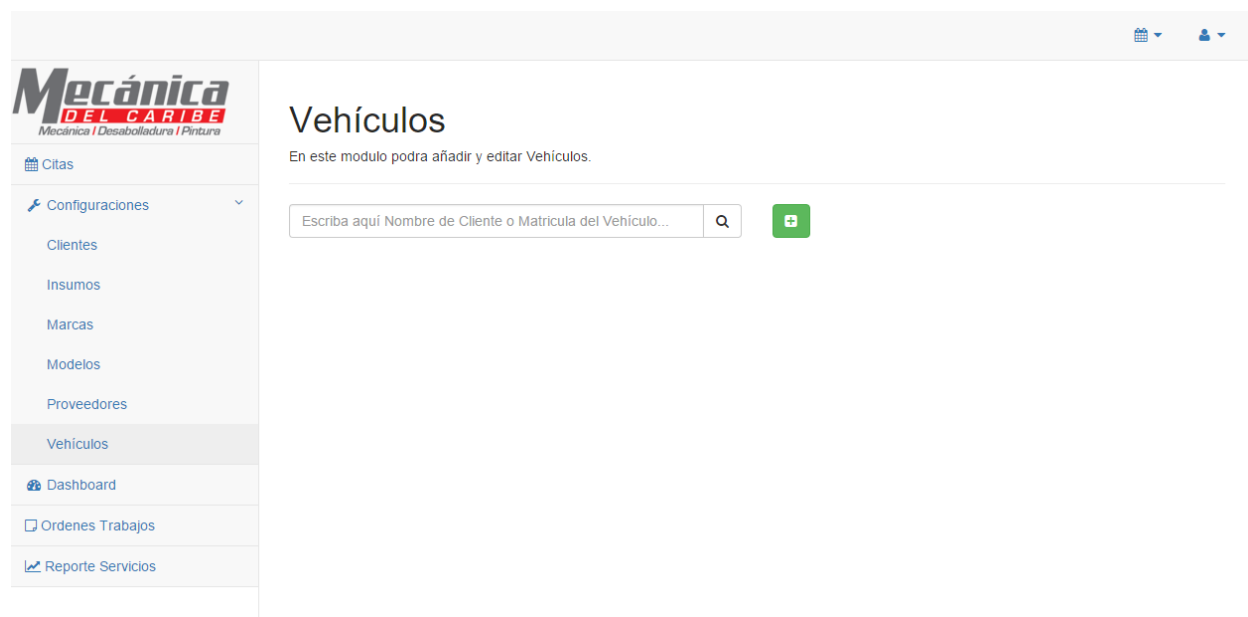 Mecánica
DEL CARIBE
Mecánica | Desabolladura | Pintura
Citas
Configuraciones
Clientes
Insumos
Marcas
Modelos
Proveedores
Vehículos
Dashboard
Ordenes Trabajos
Reporte Servicios
Vehículos
En este modulo podra añadir y editar Vehículos.
Escriba aquí Nombre de Cliente o Matricula del Vehículo...